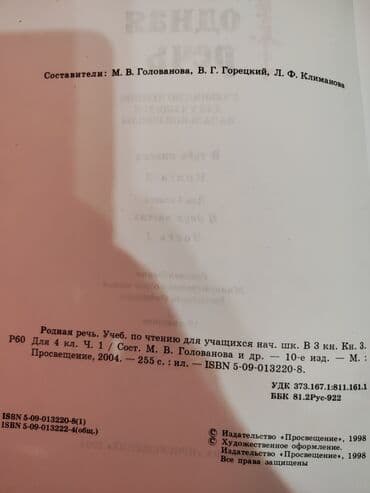 одная
речь
Составители: М. В. Голованова, В. Г. Горецкий, Л. Ф. Климанова
Р60
Родная речь. Учеб. по чтению для учащихся нач. шк. В 3 кн. Кн. 3.
Для 4 кл. Ч. 1 / Сост. М. В. Голованова и др. — 10-е изд. — М. :
Просвещение, 2004. — 255 с. : ил. — ISBN 5-09-013220-8.
УДК 373.167.1:811.161.1
ББК 81.2Рус-922
ISBN 5-09-013220-8(1)
ISBN 5-09-013222-4(общ.)
© Издательство «Просвещение», 1998
© Художественное оформление.
Издательство «Просвещение», 1998
Все права защищены